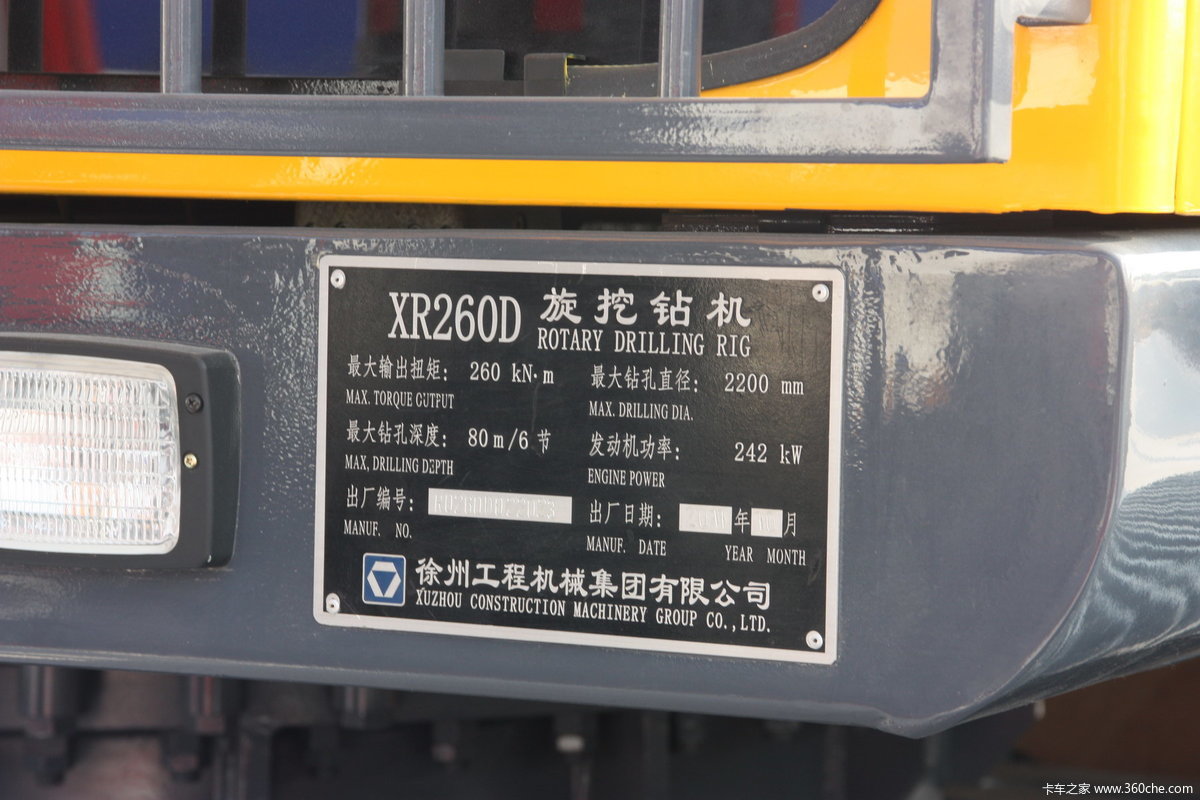 XR260D 旋挖钻机
ROTARY DRILLING RIG
最大输出扭矩: 260 kN·m 最大钻孔直径: 2200 mm
MAX. TORQUE OUTPUT MAX. DRILLING DIA.
最大钻孔深度: 80m/6 节 发动机功率: 242 kW
MAX, DRILLING DEPTH ENGINE POWER
出厂编号: 出厂日期: 年 月
MANUF. NO. MANUF. DATE YEAR MONTH
徐州工程机械集团有限公司
XUZHOU CONSTRUCTION MACHINERY GROUP CO.,LTD.
卡车之家 www.360che.com